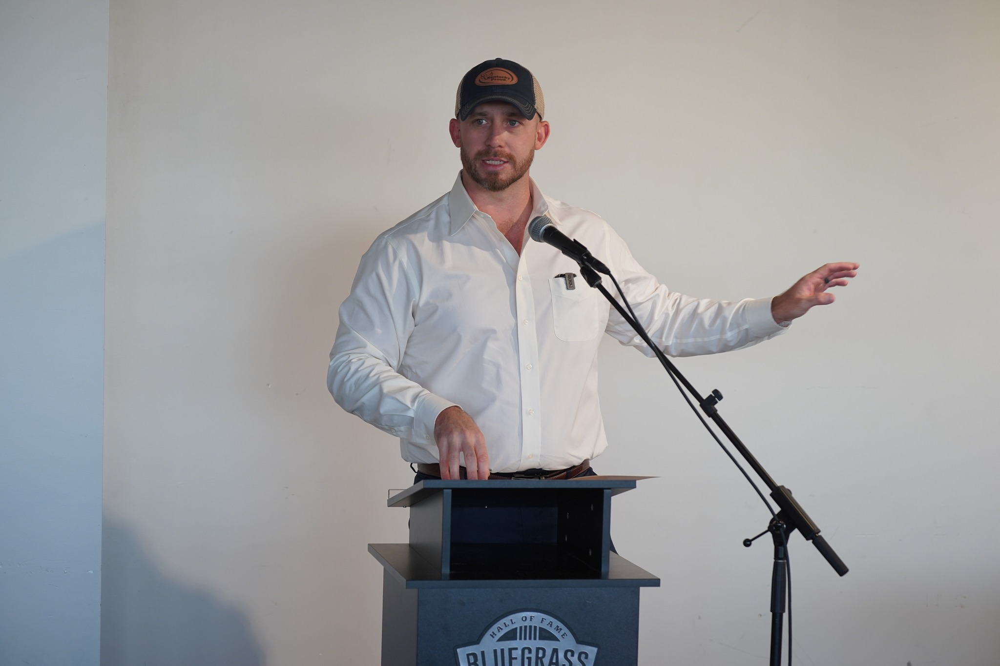 Kentucky
Proud
HALL OF FAME
BLUEGRASS